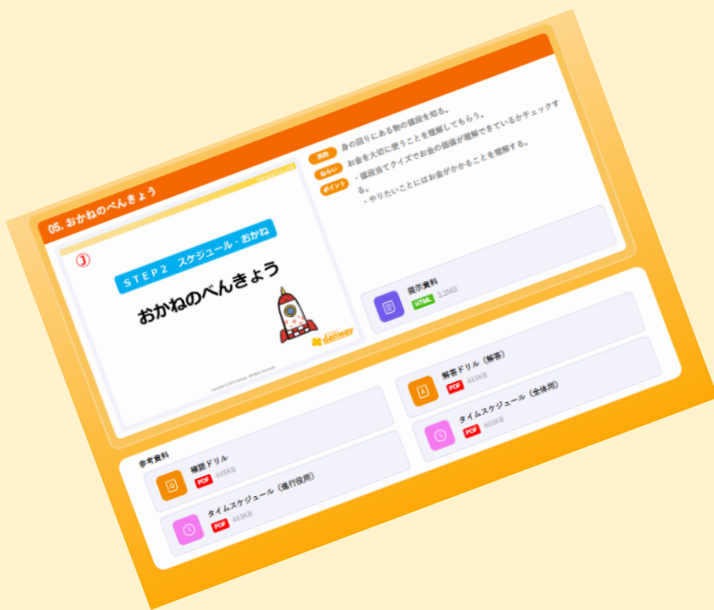 05. おかねのべんきょう
J
STEP2 スケジュール・おかね
おかねのべんきょう
danway
目的 身の回りにある物の値段を知る。
ねらい お金を大切に使うことを理解してもらう。
ポイント ・値段当てクイズでお金の価値が理解できているかチェックす
る。
・やりたいことにはお金がかかることを理解する。
提示資料
HTML 3.2MB
参考資料
確認ドリル
PDF 445KB
解答ドリル（解答）
PDF 443KB
タイムスケジュール（進行役用）
PDF 463KB
タイムスケジュール（全体用）
PDF 603KB